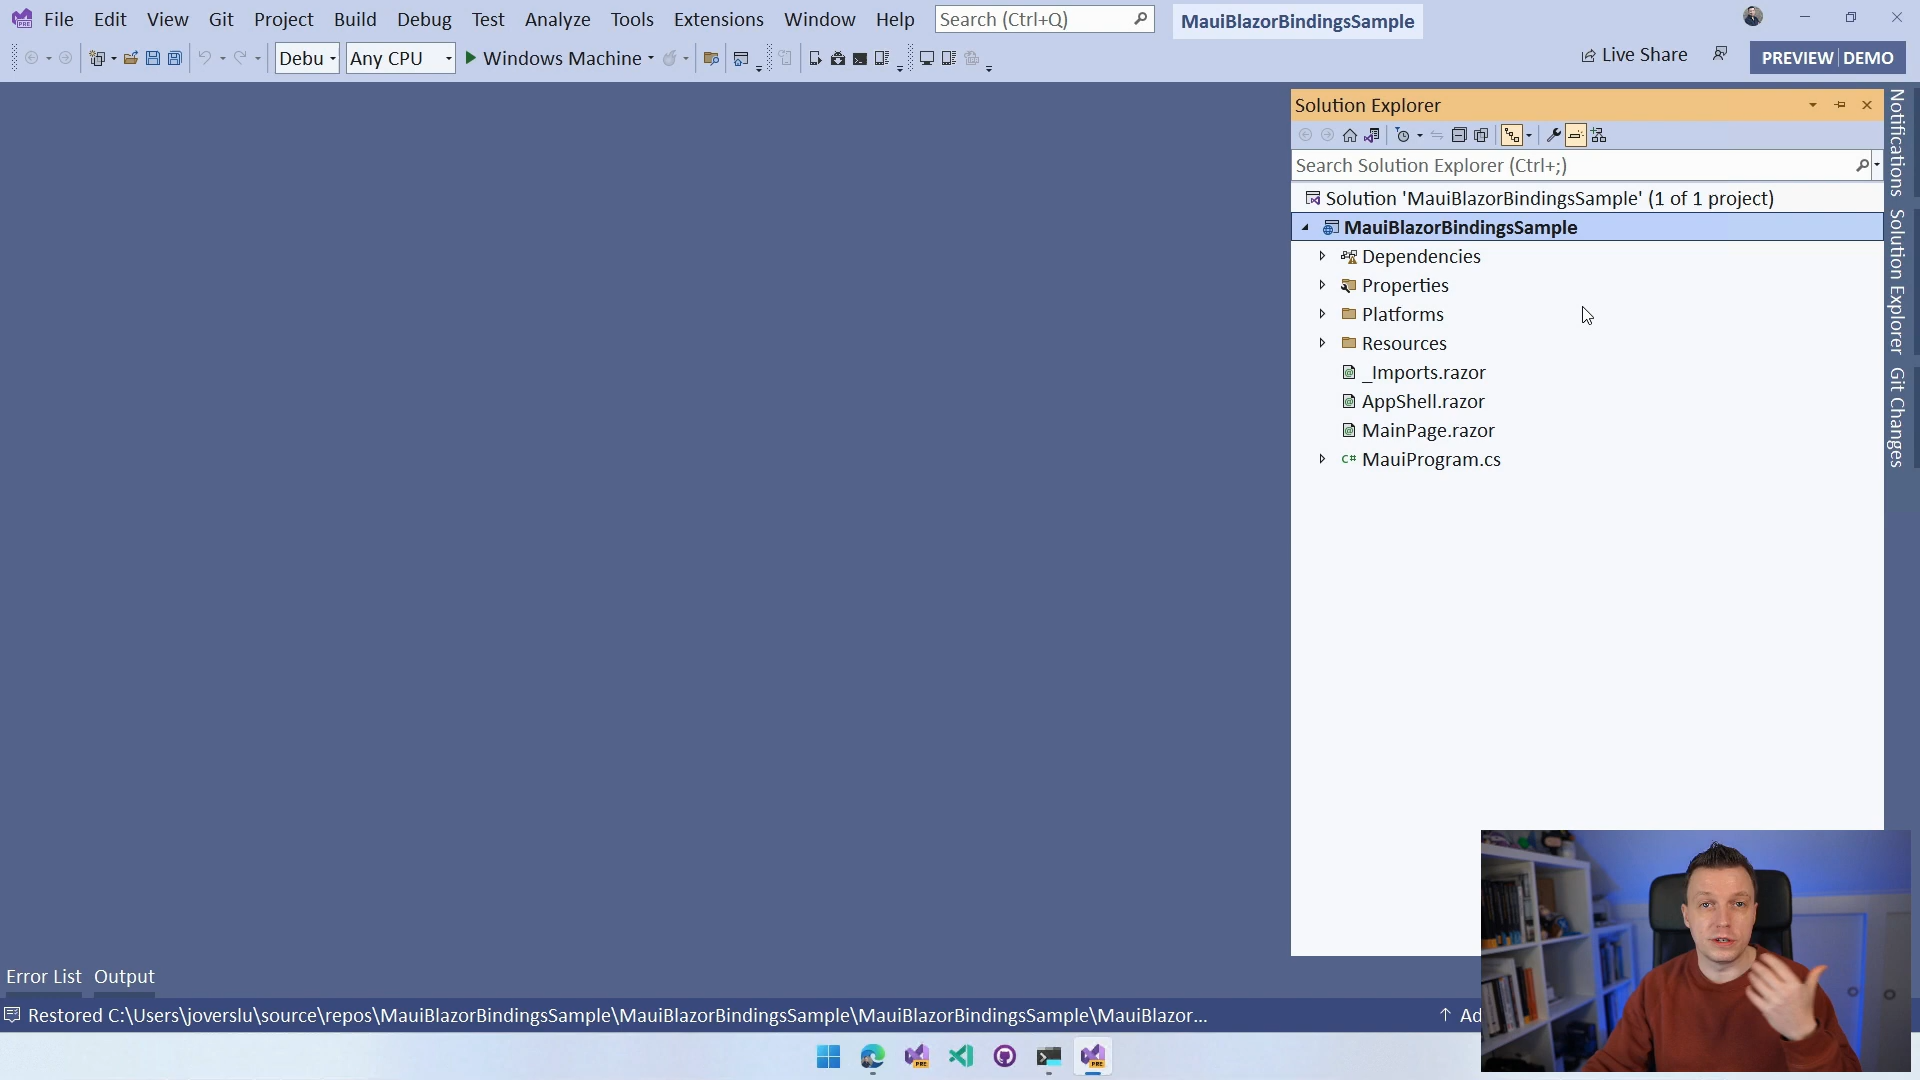 File Edit View Git Project Build Debug Test Analyze Tools Extensions Window Help Search (Ctrl+Q) MauiBlazorBindingsSample
Debu Any CPU Windows Machine Live Share PREVIEW DEMO
Solution Explorer
Search Solution Explorer (Ctrl+;)
Solution 'MauiBlazorBindingsSample' (1 of 1 project)
MauiBlazorBindingsSample
Dependencies
Properties
Platforms
Resources
_Imports.razor
AppShell.razor
MainPage.razor
C# MauiProgram.cs
Notifications
Solution Explorer
Git Changes
Error List Output
Restored C:\Users\joverslu\source\repos\MauiBlazorBindingsSample\MauiBlazorBindingsSample\MauiBlazorBindingsSample\MauiBlazor... Ad
PRE PRE